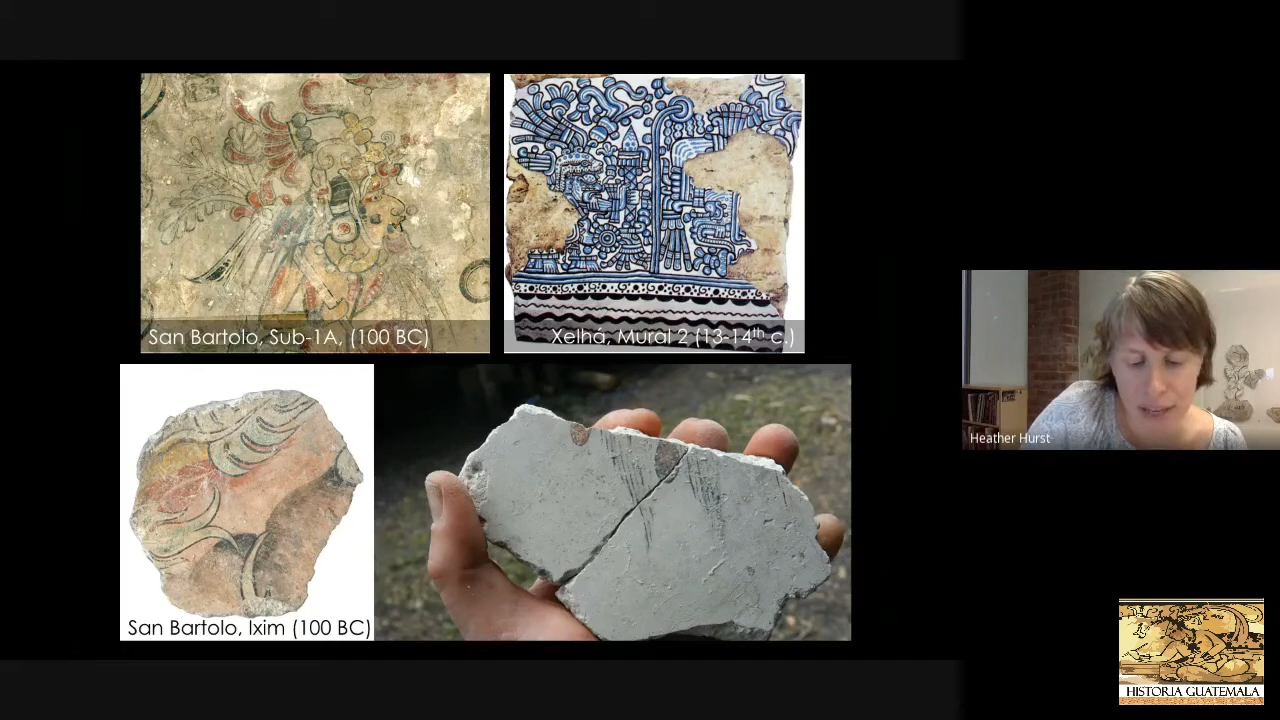 San Bartolo, Sub-1A, (100 BC)
Xelhá, Mural 2 (13-14th c.)
San Bartolo, Ixim (100 BC)
Heather Hurst
HISTORIA GUATEMALA